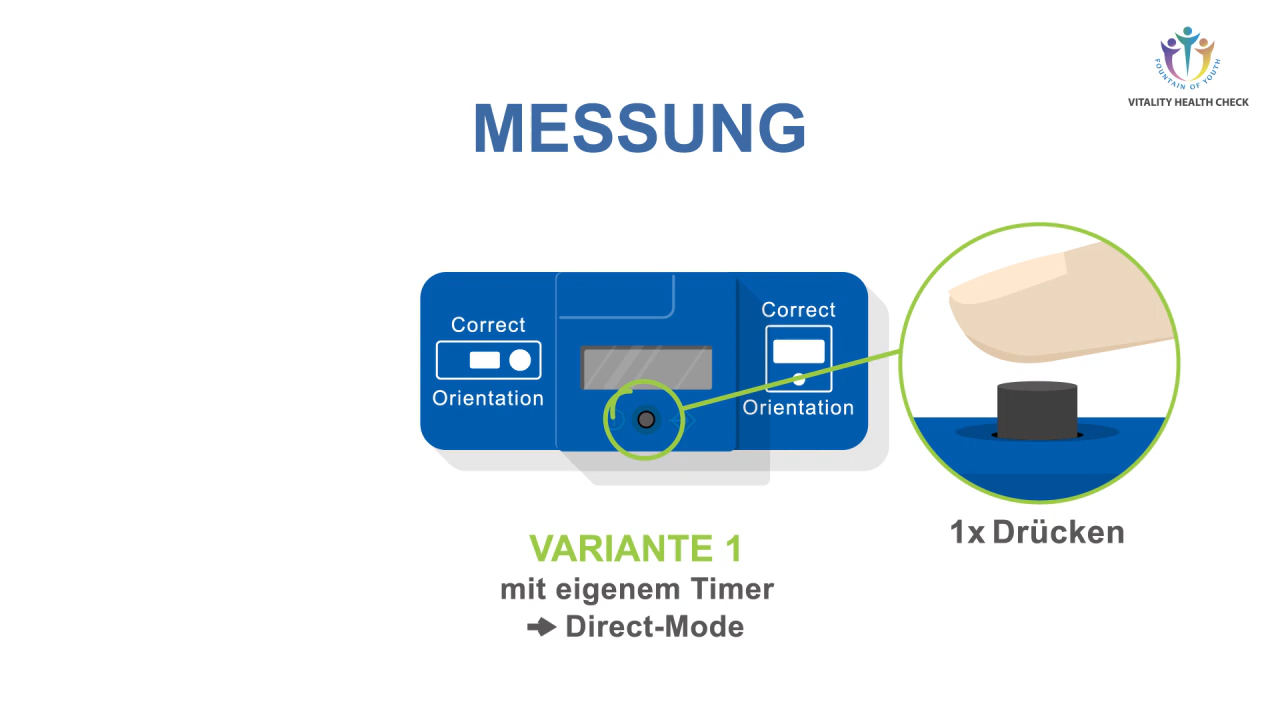 FOUNTAIN OF YOUTH
VITALITY HEALTH CHECK
MESSUNG
Correct
Orientation
Correct
Orientation
1x Drücken
VARIANTE 1
mit eigenem Timer
➡ Direct-Mode